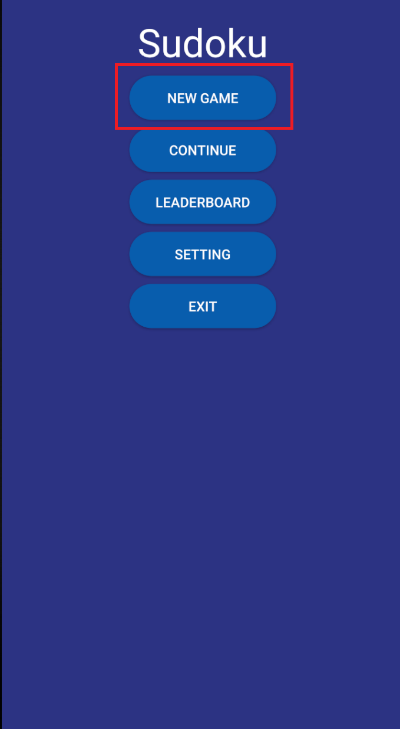 Sudoku
NEW GAME
CONTINUE
LEADERBOARD
SETTING
EXIT